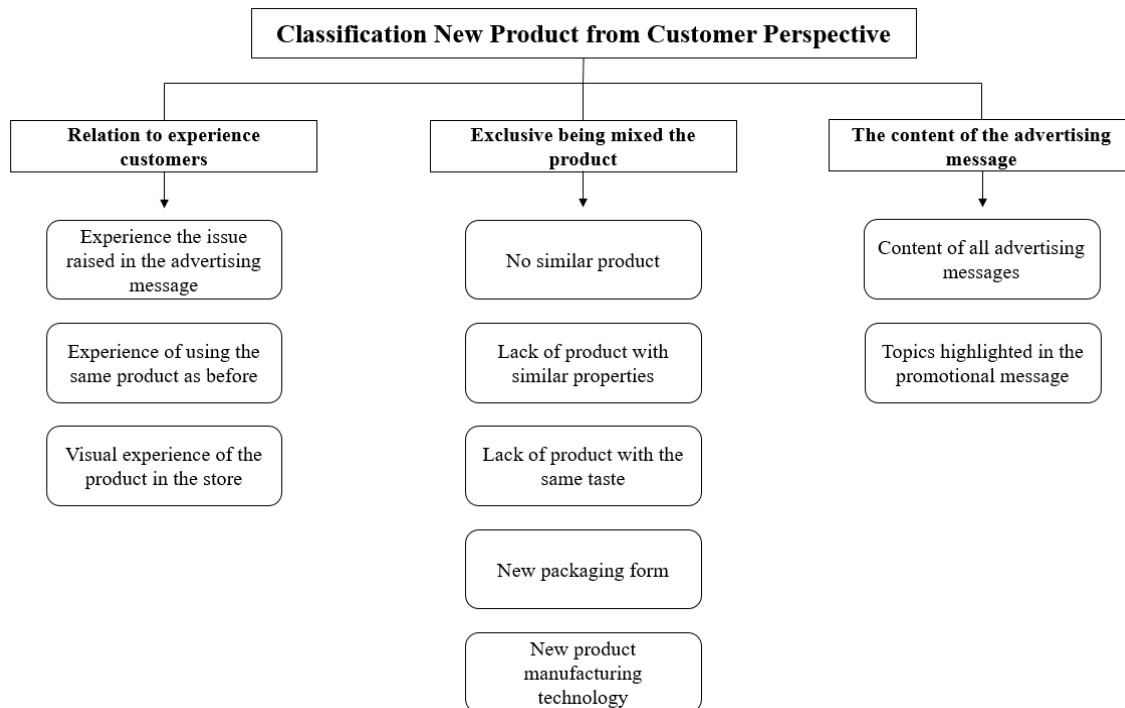 Classification New Product from Customer Perspective
Relation to experience
customers
Experience the issue
raised in the advertising
message
Experience of using the
same product as before
Visual experience of the
product in the store
Exclusive being mixed the
product
No similar product
Lack of product with
similar properties
Lack of product with the
same taste
New packaging form
New product
manufacturing
technology
The content of the advertising
message
Content of all advertising
messages
Topics highlighted in the
promotional message